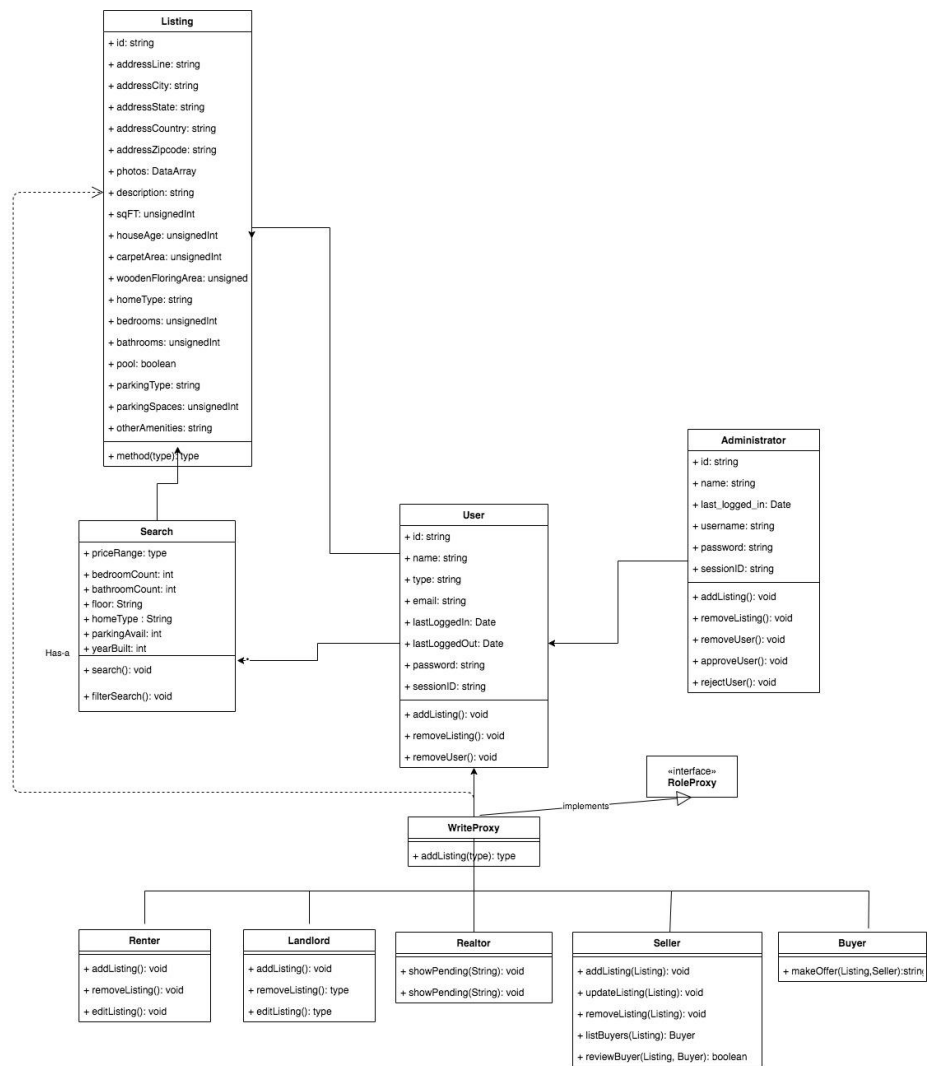 Listing
+ id: string
+ addressLine: string
+ addressCity: string
+ addressState: string
+ addressCountry: string
+ addressZipcode: string
+ photos: DataArray
+ description: string
+ sqFT: unsignedInt
+ houseAge: unsignedInt
+ carpetArea: unsignedInt
+ woodenFloringArea: unsigned
+ homeType: string
+ bedrooms: unsignedInt
+ bathrooms: unsignedInt
+ pool: boolean
+ parkingType: string
+ parkingSpaces: unsignedInt
+ otherAmenities: string
+ method(type): type
Search
+ priceRange: type
+ bedroomCount: int
+ bathroomCount: int
+ floor: String
+ homeType : String
+ parkingAvail: int
+ yearBuilt: int
+ search(): void
+ filterSearch(): void
Has-a
*
User
+ id: string
+ name: string
+ type: string
+ email: string
+ lastLoggedIn: Date
+ lastLoggedOut: Date
+ password: string
+ sessionID: string
+ addListing(): void
+ removeListing(): void
+ removeUser(): void
Administrator
+ id: string
+ name: string
+ last_logged_in: Date
+ username: string
+ password: string
+ sessionID: string
+ addListing(): void
+ removeListing(): void
+ removeUser(): void
+ approveUser(): void
+ rejectUser(): void
«interface»
RoleProxy
implements
WriteProxy
+ addListing(type): type
Renter
+ addListing(): void
+ removeListing(): void
+ editListing(): void
Landlord
+ addListing(): void
+ removeListing(): type
+ editListing(): type
Realtor
+ showPending(String): void
+ showPending(String): void
Seller
+ addListing(Listing): void
+ updateListing(Listing): void
+ removeListing(Listing): void
+ listBuyers(Listing): Buyer
+ reviewBuyer(Listing, Buyer): boolean
Buyer
+ makeOffer(Listing,Seller):string